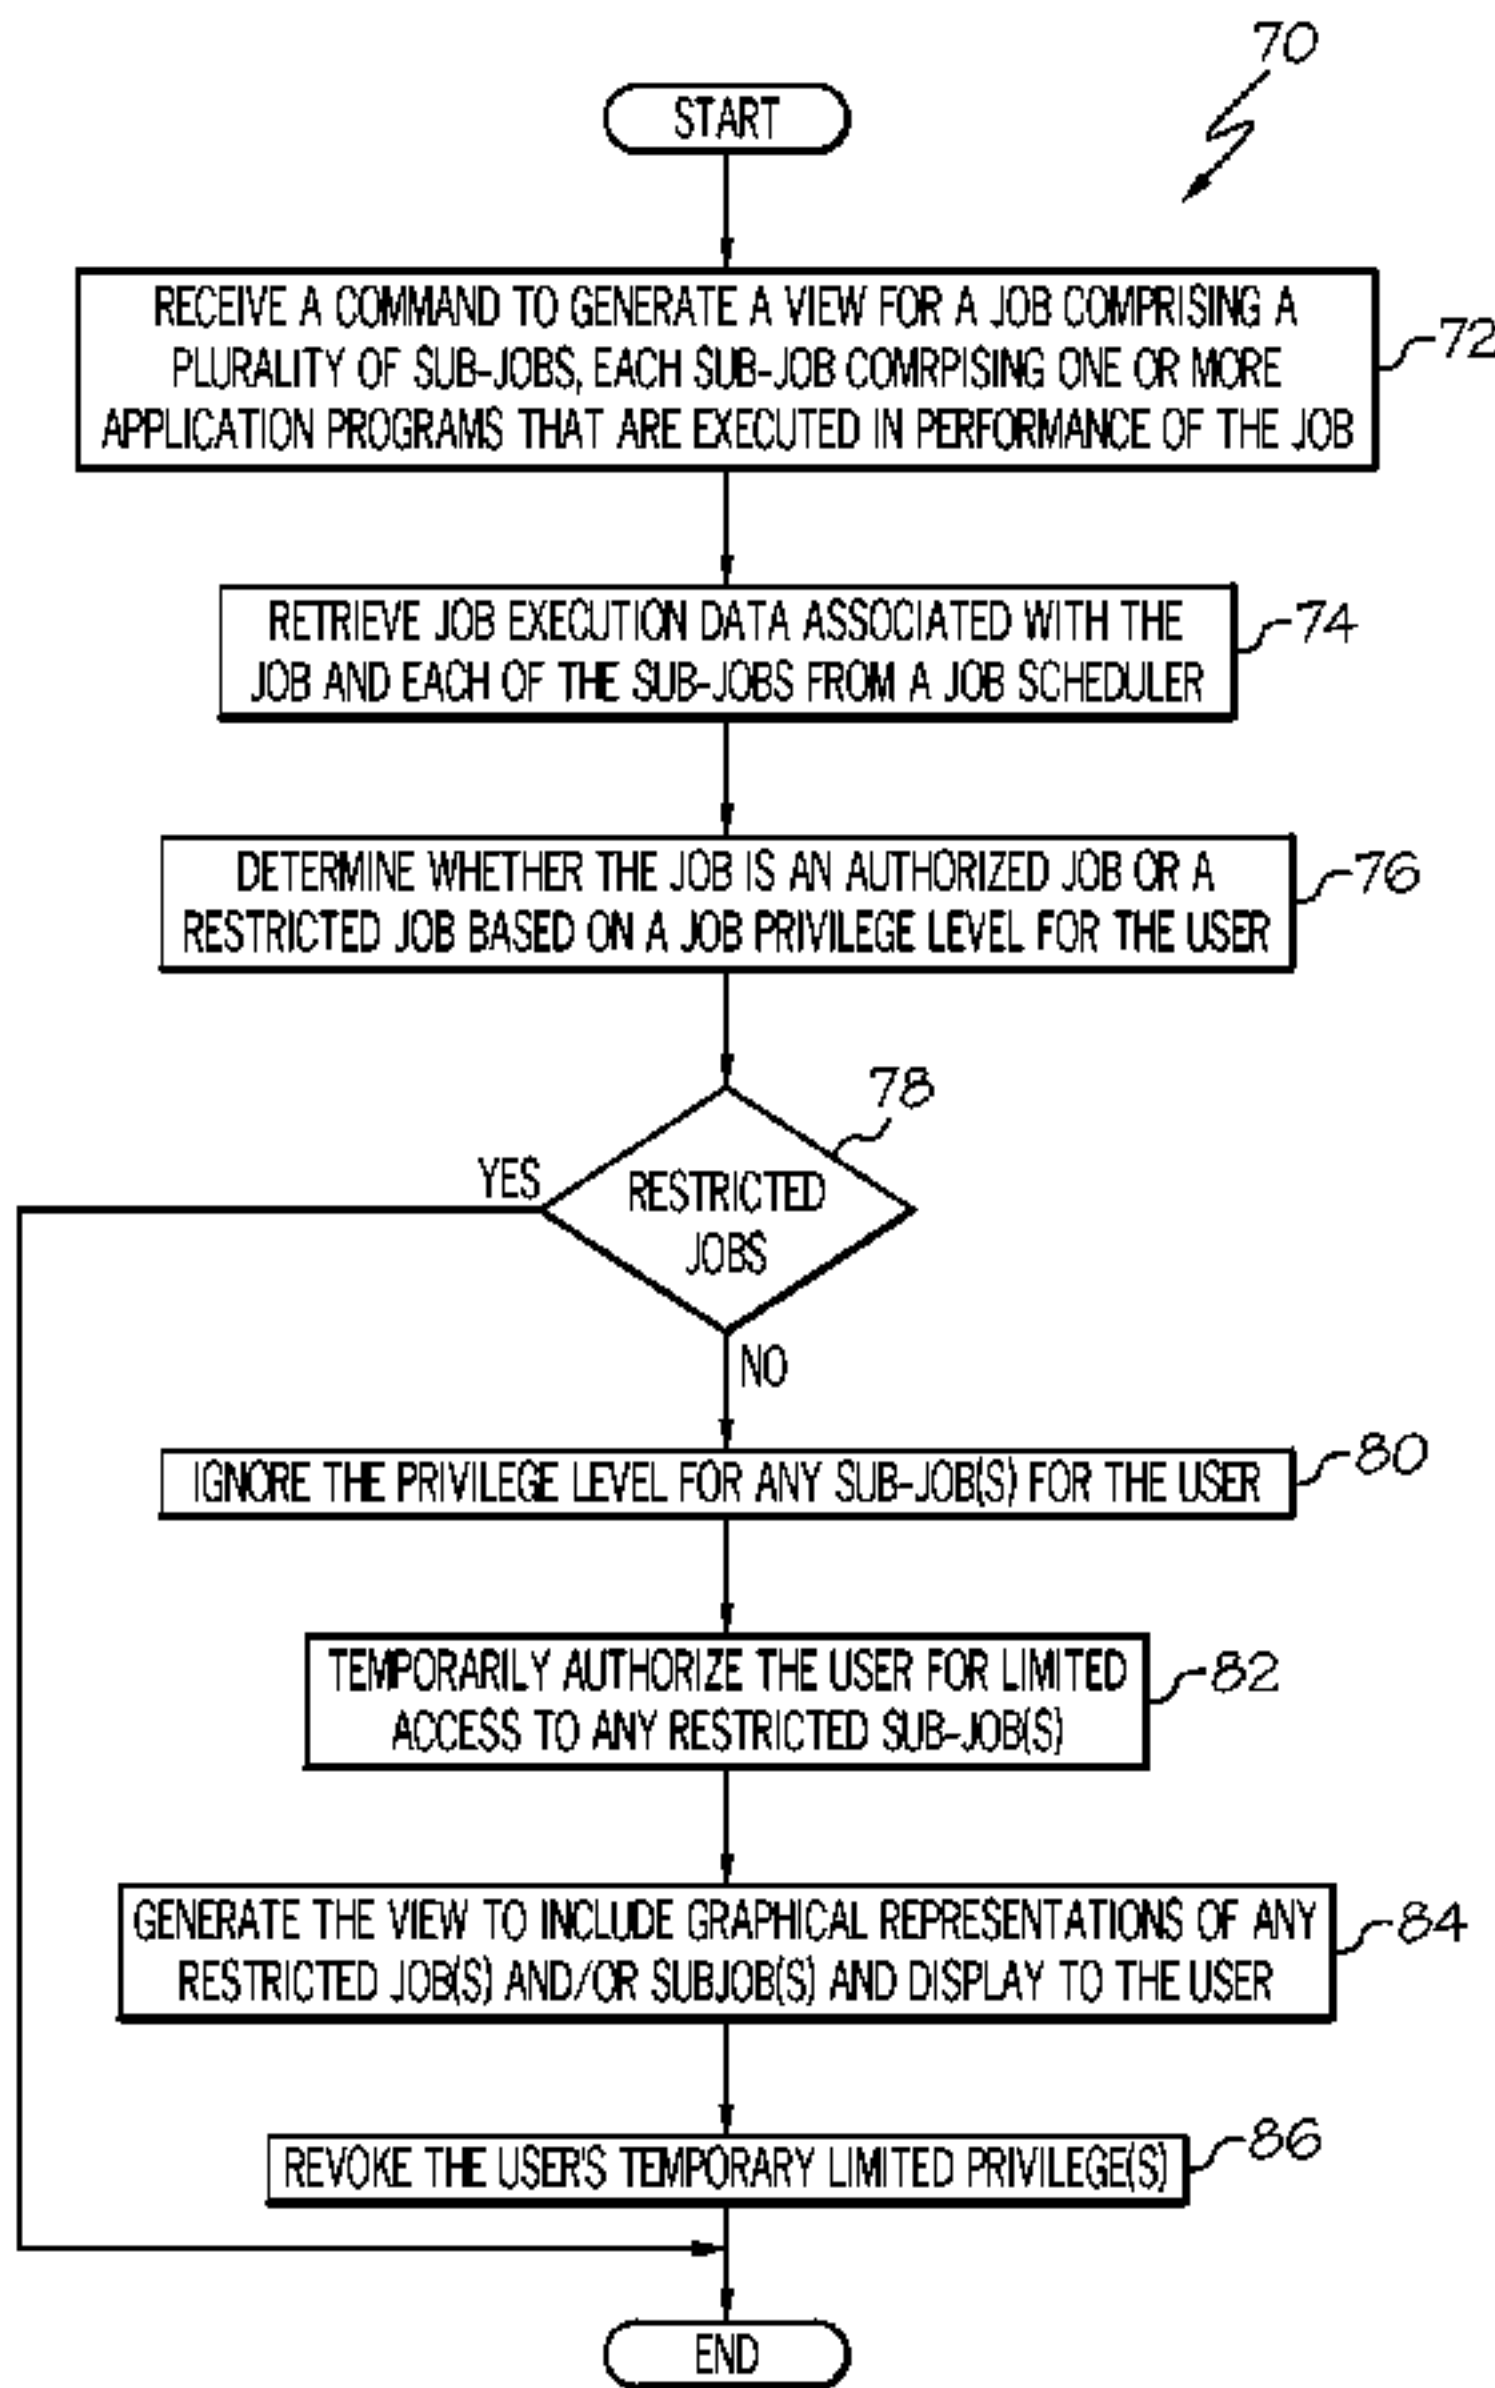 70
START
RECEIVE A COMMAND TO GENERATE A VIEW FOR A JOB COMPRISING A
PLURALITY OF SUB-JOBS, EACH SUB-JOB COMRPISING ONE OR MORE
APPLICATION PROGRAMS THAT ARE EXECUTED IN PERFORMANCE OF THE JOB
72
RETRIEVE JOB EXECUTION DATA ASSOCIATED WITH THE
JOB AND EACH OF THE SUB-JOBS FROM A JOB SCHEDULER
74
DETERMINE WHETHER THE JOB IS AN AUTHORIZED JOB OR A
RESTRICTED JOB BASED ON A JOB PRIVILEGE LEVEL FOR THE USER
76
78
YES
RESTRICTED
JOBS
NO
IGNORE THE PRIVILEGE LEVEL FOR ANY SUB-JOB(S) FOR THE USER
80
TEMPORARILY AUTHORIZE THE USER FOR LIMITED
ACCESS TO ANY RESTRICTED SUB-JOB(S)
82
GENERATE THE VIEW TO INCLUDE GRAPHICAL REPRESENTATIONS OF ANY
RESTRICTED JOB(S) AND/OR SUBJOB(S) AND DISPLAY TO THE USER
84
REVOKE THE USER'S TEMPORARY LIMITED PRIVILEGE(S)
86
END